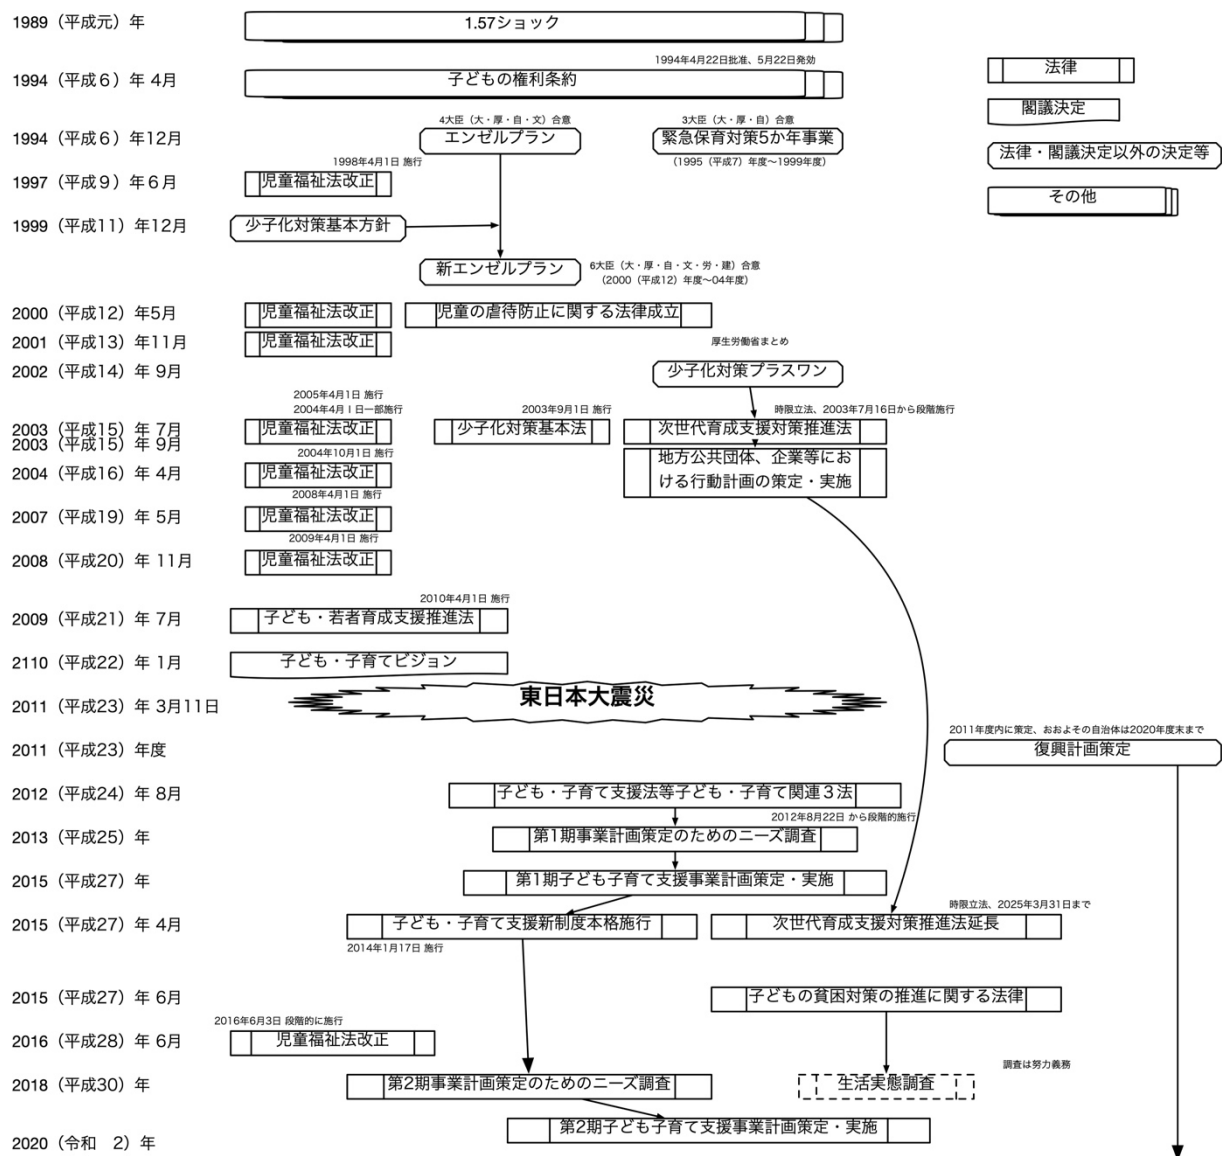 1989（平成元）年
1.57ショック
1994年4月22日批准、5月22日発効
1994（平成６）年 4月
子どもの権利条約
法律
閣議決定
4大臣（大・厚・自・文）合意
3大臣（大・厚・自）合意
1994（平成６）年12月
エンゼルプラン
緊急保育対策5か年事業
法律・閣議決定以外の決定等
1998年4月1日 施行
（1995（平成7）年度〜1999年度）
1997（平成９）年６月
児童福祉法改正
その他
1999（平成11）年12月
少子化対策基本方針
新エンゼルプラン
6大臣（大・厚・自・文・労・建）合意
（2000（平成12）年度〜04年度）
2000（平成12）年5月
児童福祉法改正
児童の虐待防止に関する法律成立
2001（平成13）年11月
児童福祉法改正
厚生労働省まとめ
2002（平成14）年 9月
少子化対策プラスワン
2005年4月1日 施行
2004年4月Ⅰ日一部施行
2003年9月1日 施行
時限立法、2003年7月16日から段階施行
2003（平成15）年 7月
児童福祉法改正
少子化対策基本法
次世代育成支援対策推進法
2003（平成15）年 9月
2004年10月1日 施行
地方公共団体、企業等にお
ける行動計画の策定・実施
2004（平成16）年 4月
児童福祉法改正
2008年4月1日 施行
2007（平成19）年 5月
児童福祉法改正
2009年4月1日 施行
2008（平成20）年 11月
児童福祉法改正
2010年4月1日 施行
2009（平成21）年 7月
子ども・若者育成支援推進法
2110（平成22）年 1月
子ども・子育てビジョン
東日本大震災
2011（平成23）年 3月11日
2011年度内に策定、おおよその自治体は2020年度末まで
2011（平成23）年度
復興計画策定
2012（平成24）年 8月
子ども・子育て支援法等子ども・子育て関連３法
2012年8月22日 から段階的施行
2013（平成25）年
第1期事業計画策定のためのニーズ調査
2015（平成27）年
第1期子ども子育て支援事業計画策定・実施
時限立法、2025年3月31日まで
2015（平成27）年 4月
子ども・子育て支援新制度本格施行
次世代育成支援対策推進法延長
2014年1月17日 施行
2015（平成27）年 6月
子どもの貧困対策の推進に関する法律
2016年6月3日 段階的に施行
2016（平成28）年 6月
児童福祉法改正
調査は努力義務
2018（平成30）年
第2期事業計画策定のためのニーズ調査
生活実態調査
第2期子ども子育て支援事業計画策定・実施
2020（令和　2）年